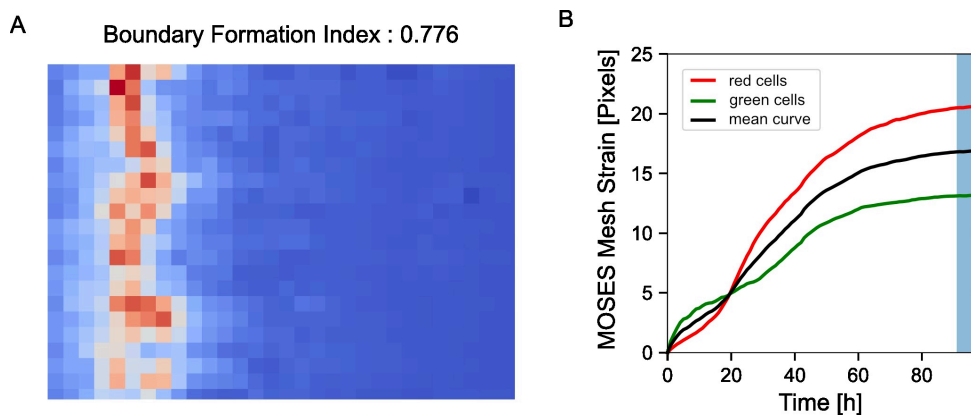 A
Boundary Formation Index : 0.776
B
MOSES Mesh Strain [Pixels]
25
20
15
10
5
0
red cells
green cells
mean curve
0
20
40
60
80
Time [h]